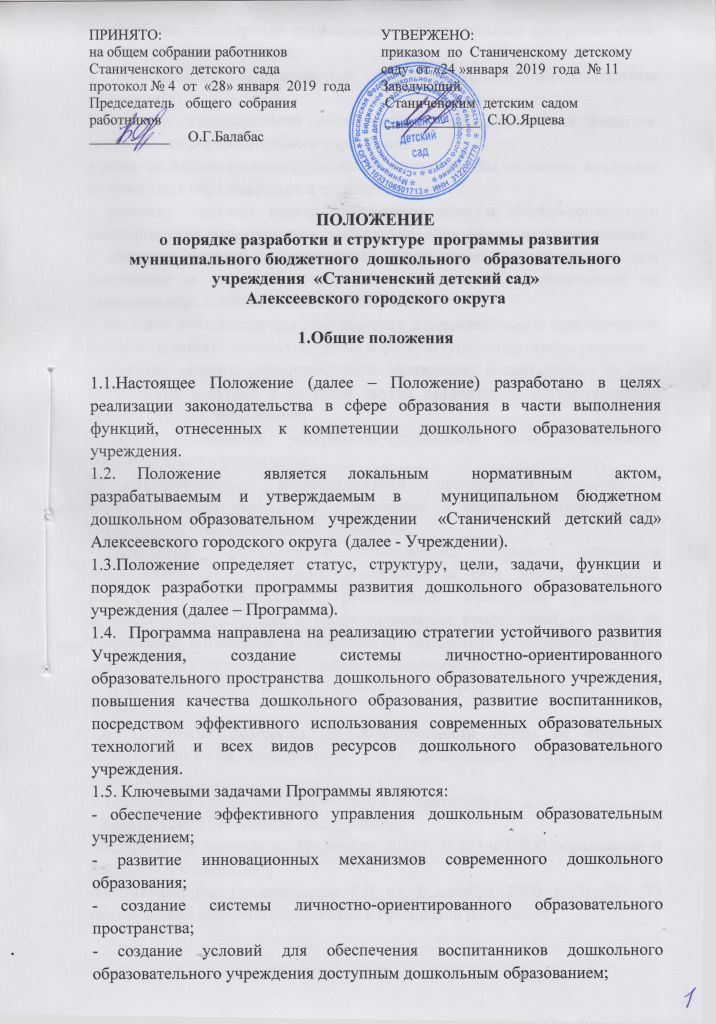 ПРИНЯТО:
на общем собрании работников
Станиченского детского сада
протокол № 4 от «28» января 2019 года
Председатель общего собрания
работников
О.Г.Балабас
УТВЕРЖЕНО:
приказом по Станиченскому детскому
саду от «24 »января 2019 года № 11
Заведующий
Станиченским детским садом
С.Ю.Ярцева
Станиченский
детский
сад
ПОЛОЖЕНИЕ
о порядке разработки и структуре программы развития
муниципального бюджетного дошкольного образовательного
учреждения «Станиченский детский сад»
Алексеевского городского округа
1.Общие положения
1.1.Настоящее Положение (далее – Положение) разработано в целях
реализации законодательства в сфере образования в части выполнения
функций, отнесенных к компетенции дошкольного образовательного
учреждения.
1.2. Положение является локальным нормативным актом,
разрабатываемым и утверждаемым в муниципальном бюджетном
дошкольном образовательном учреждении «Станиченский детский сад»
Алексеевского городского округа (далее - Учреждении).
1.3.Положение определяет статус, структуру, цели, задачи, функции и
порядок разработки программы развития дошкольного образовательного
учреждения (далее – Программа).
1.4. Программа направлена на реализацию стратегии устойчивого развития
Учреждения, создание системы личностно-ориентированного
образовательного пространства дошкольного образовательного учреждения,
повышения качества дошкольного образования, развитие воспитанников,
посредством эффективного использования современных образовательных
технологий и всех видов ресурсов дошкольного образовательного
учреждения.
1.5. Ключевыми задачами Программы являются:
- обеспечение эффективного управления дошкольным образовательным
учреждением;
- развитие инновационных механизмов современного дошкольного
образования;
- создание системы личностно-ориентированного образовательного
пространства;
- создание условий для обеспечения воспитанников дошкольного
образовательного учреждения доступным дошкольным образованием;
1